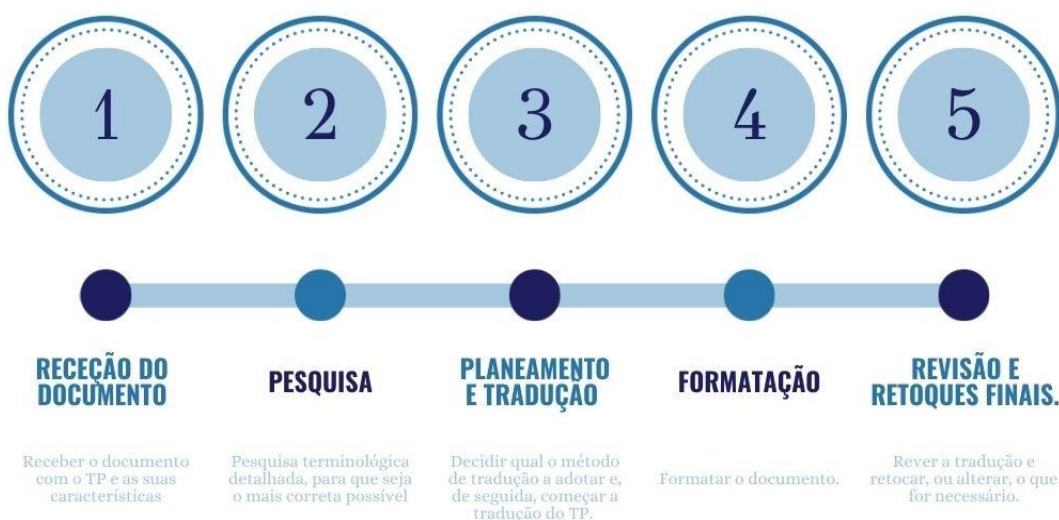 1
2
3
4
5
RECEÇÃO DO
DOCUMENTO
PESQUISA
PLANEAMENTO
E TRADUÇÃO
FORMATAÇÃO
REVISÃO E
RETOQUES FINAIS.
Receber o documento
com o TP e as suas
características
Pesquisa terminológica
detalhada, para que seja
o mais correta possível
Decidir qual o método
de tradução a adotar e,
de seguida, começar a
tradução do TP.
Formatar o documento.
Rever a tradução e
retocar, ou alterar, o que
for necessário.